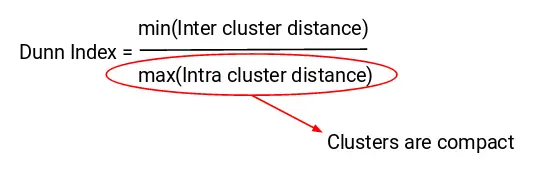 min(Inter cluster distance)
Dunn Index =
max(Intra cluster distance)
Clusters are compact